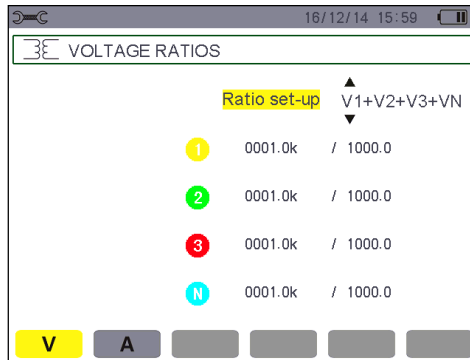 16/12/14 15:59
VOLTAGE RATIOS
Ratio set-up V1+V2+V3+VN
1 0001.0k / 1000.0
2 0001.0k / 1000.0
3 0001.0k / 1000.0
N 0001.0k / 1000.0
V A